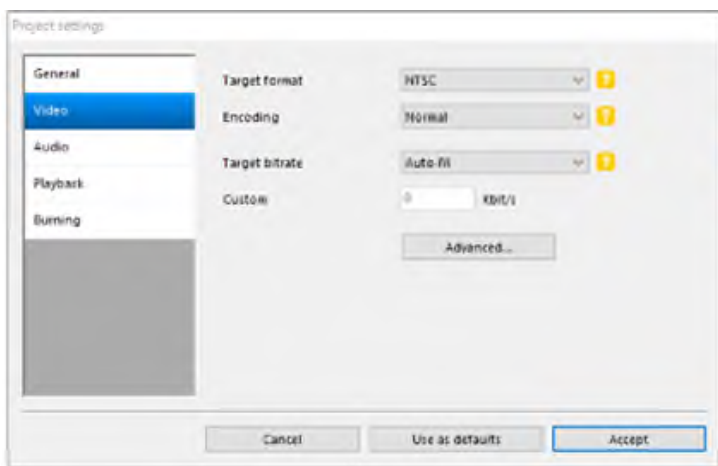 Project settings
General
Video
Audio
Playback
Burning
Target format NTSC ?
Encoding Normal ?
Target bitrate Auto-fill ?
Custom 0 Kbit/s
Advanced...
Cancel Use as defaults Accept